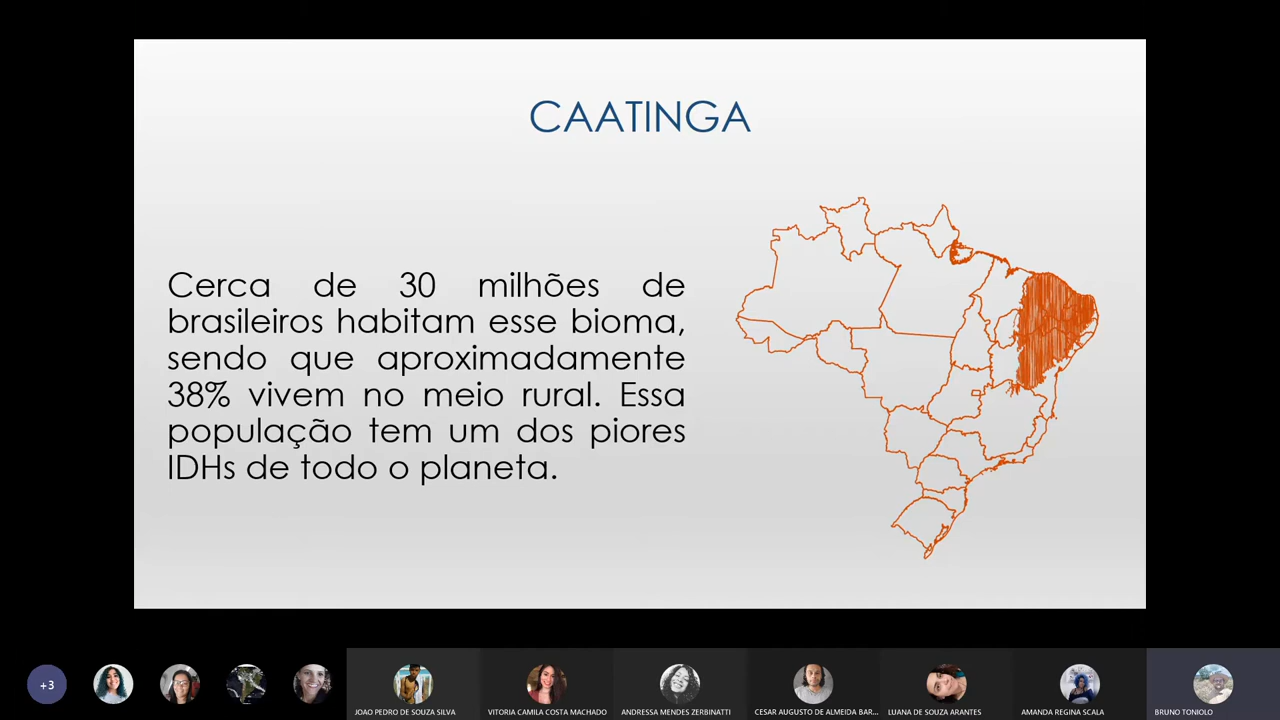 CAATINGA
Cerca de 30 milhões de
brasileiros habitam esse bioma,
sendo que aproximadamente
38% vivem no meio rural. Essa
população tem um dos piores
IDHs de todo o planeta.
+3
JOAO PEDRO DE SOUZA SILVA
VITORIA CAMILA COSTA MACHADO
ANDRESSA MENDES ZERBINATTI
CESAR AUGUSTO DE ALMEIDA BAR...
LUANA DE SOUZA ARANTES
AMANDA REGINA SCALA
BRUNO TONIOLO